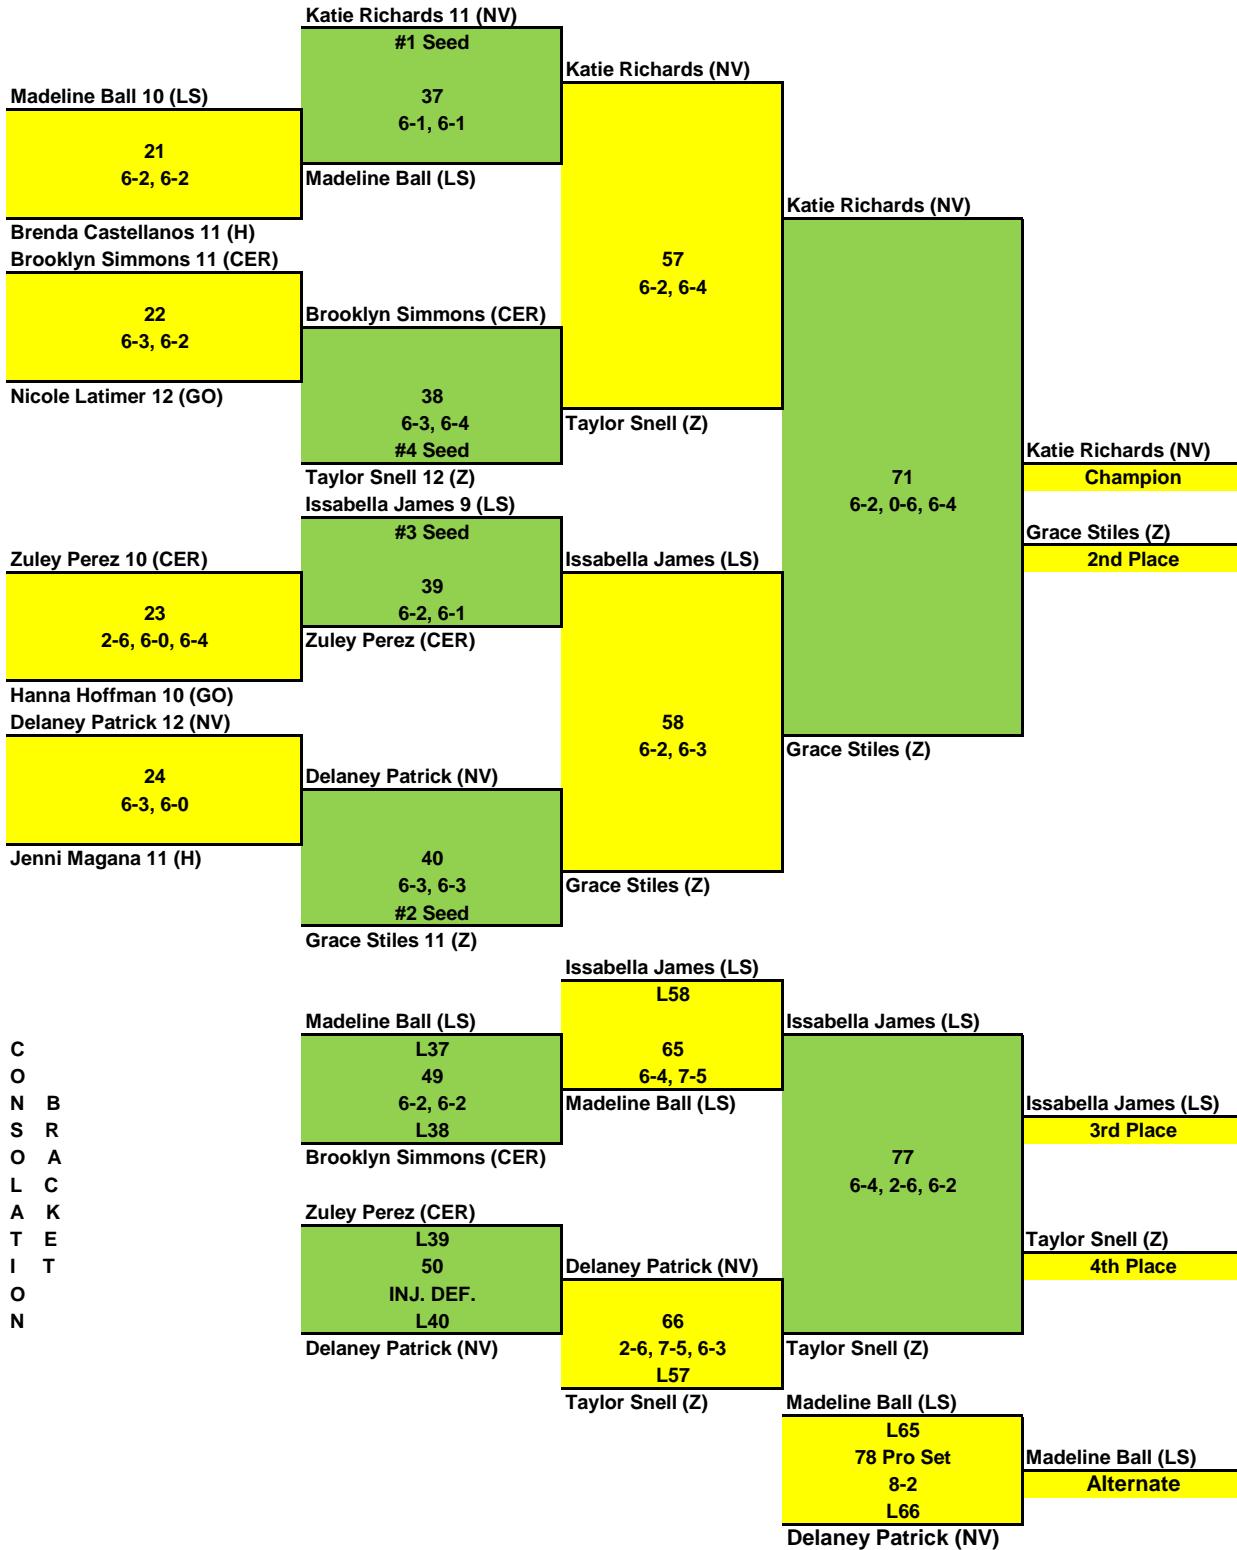 Katie Richards 11 (NV)
#1 Seed
Katie Richards (NV)
Madeline Ball 10 (LS)
37
6-1, 6-1
21
6-2, 6-2
Madeline Ball (LS)
Katie Richards (NV)
Brenda Castellanos 11 (H)
Brooklyn Simmons 11 (CER)
57
6-2, 6-4
22
6-3, 6-2
Brooklyn Simmons (CER)
Nicole Latimer 12 (GO)
38
6-3, 6-4
#4 Seed
Taylor Snell (Z)
Katie Richards (NV)
Taylor Snell 12 (Z)
71
6-2, 0-6, 6-4
Champion
Issabella James 9 (LS)
#3 Seed
Grace Stiles (Z)
2nd Place
Zuley Perez 10 (CER)
Issabella James (LS)
39
6-2, 6-1
23
2-6, 6-0, 6-4
Zuley Perez (CER)
Hanna Hoffman 10 (GO)
Delaney Patrick 12 (NV)
58
6-2, 6-3
Grace Stiles (Z)
24
6-3, 6-0
Delaney Patrick (NV)
Jenni Magana 11 (H)
40
6-3, 6-3
#2 Seed
Grace Stiles (Z)
Grace Stiles 11 (Z)
Issabella James (LS)
L58
Madeline Ball (LS)
Issabella James (LS)
C
L37
65
O
49
6-4, 7-5
N B
6-2, 6-2
Madeline Ball (LS)
Issabella James (LS)
S R
L38
3rd Place
O A
Brooklyn Simmons (CER)
77
L C
6-4, 2-6, 6-2
A K
Zuley Perez (CER)
T E
L39
Taylor Snell (Z)
I T
50
Delaney Patrick (NV)
4th Place
O
INJ. DEF.
N
L40
66
Delaney Patrick (NV)
2-6, 7-5, 6-3
Taylor Snell (Z)
L57
Taylor Snell (Z)
Madeline Ball (LS)
L65
78 Pro Set
Madeline Ball (LS)
8-2
Alternate
L66
Delaney Patrick (NV)